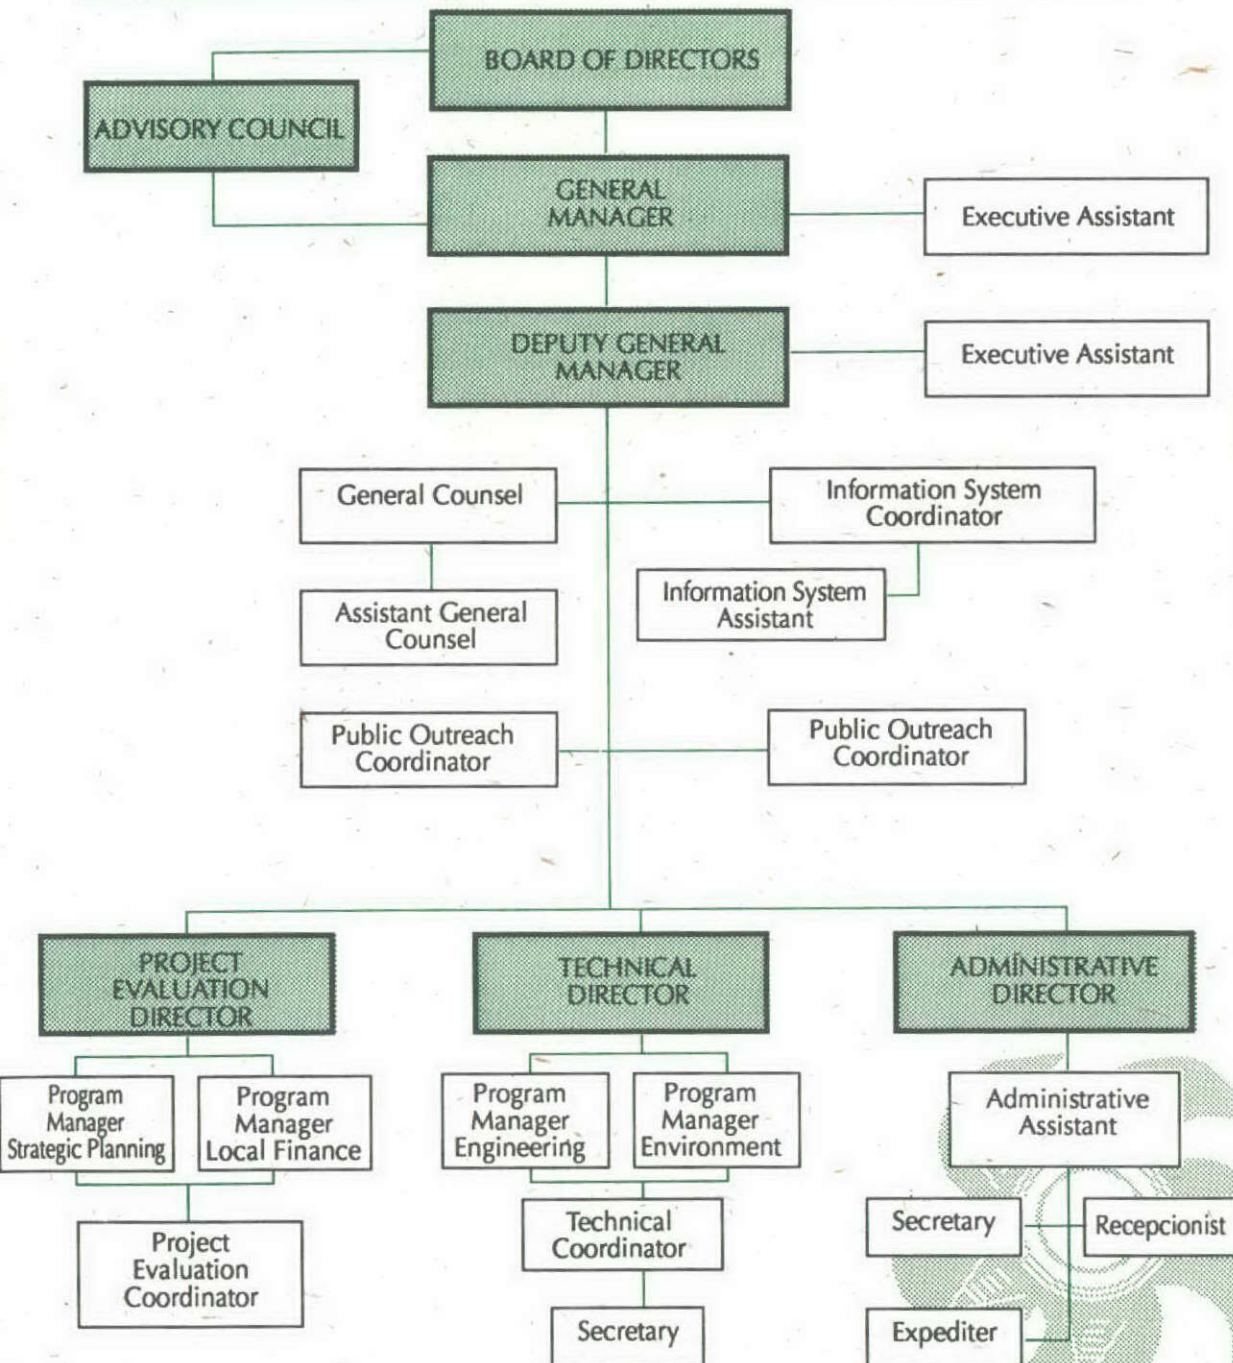 BOARD OF DIRECTORS
ADVISORY COUNCIL
GENERAL
MANAGER
Executive Assistant
DEPUTY GENERAL
MANAGER
Executive Assistant
General Counsel
Information System
Coordinator
Assistant General
Counsel
Information System
Assistant
Public Outreach
Coordinator
Public Outreach
Coordinator
PROJECT
EVALUATION
DIRECTOR
TECHNICAL
DIRECTOR
ADMINISTRATIVE
DIRECTOR
Program
Manager
Strategic Planning
Program
Manager
Local Finance
Program
Manager
Engineering
Program
Manager
Environment
Administrative
Assistant
Project
Evaluation
Coordinator
Technical
Coordinator
Secretary
Recepcionist
Secretary
Expediter